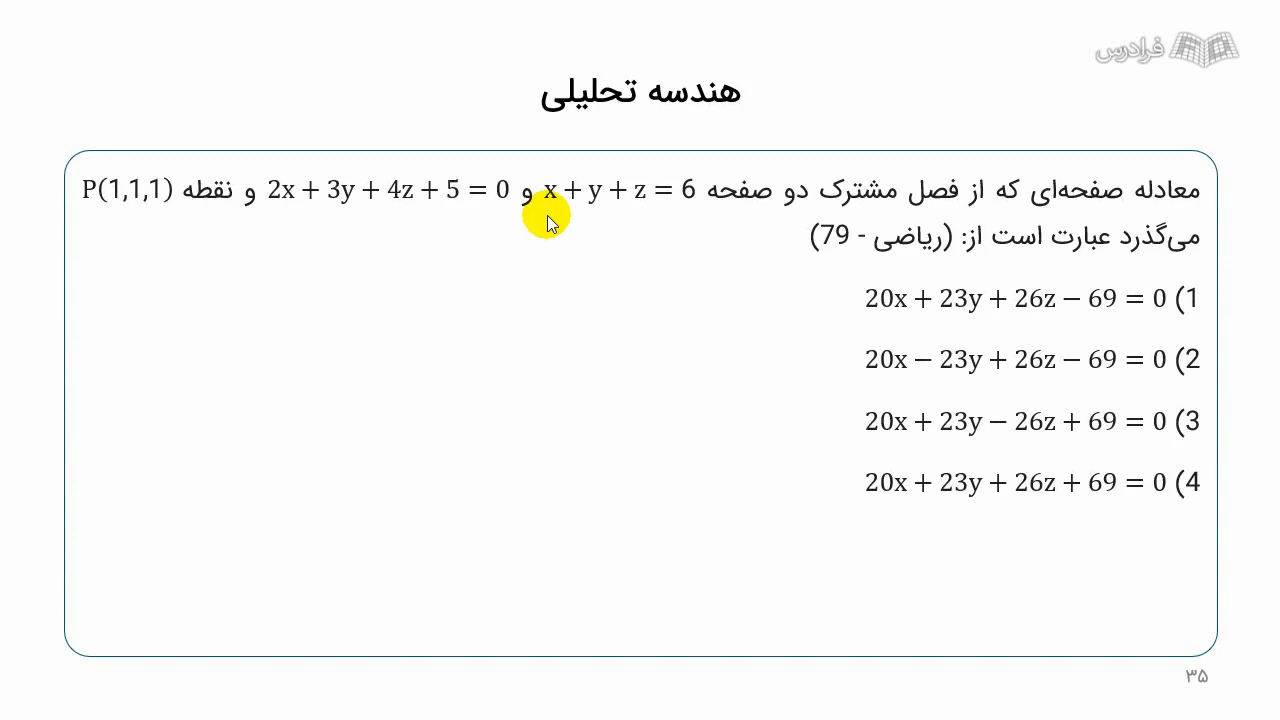 فرادرس
هندسه تحلیلی
معادله صفحه‌ای که از فصل مشترک دو صفحه x + y + z = 6 و 2x + 3y + 4z + 5 = 0 و نقطه P(1,1,1)
می‌گذرد عبارت است از: (ریاضی - 79)
1) 20x + 23y + 26z − 69 = 0
2) 20x − 23y + 26z − 69 = 0
3) 20x + 23y − 26z + 69 = 0
4) 20x + 23y + 26z + 69 = 0
۳۵